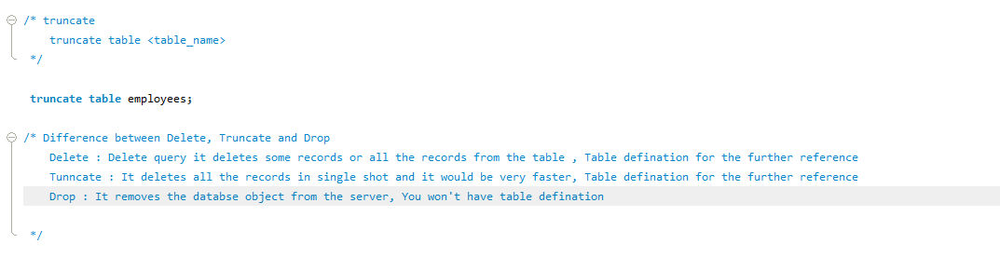 /* truncate
truncate table <table_name>
*/
truncate table employees;
/* Difference between Delete, Truncate and Drop
Delete : Delete query it deletes some records or all the records from the table , Table defination for the further reference
Tunncate : It deletes all the records in single shot and it would be very faster, Table defination for the further reference
Drop : It removes the databse object from the server, You won't have table defination
*/